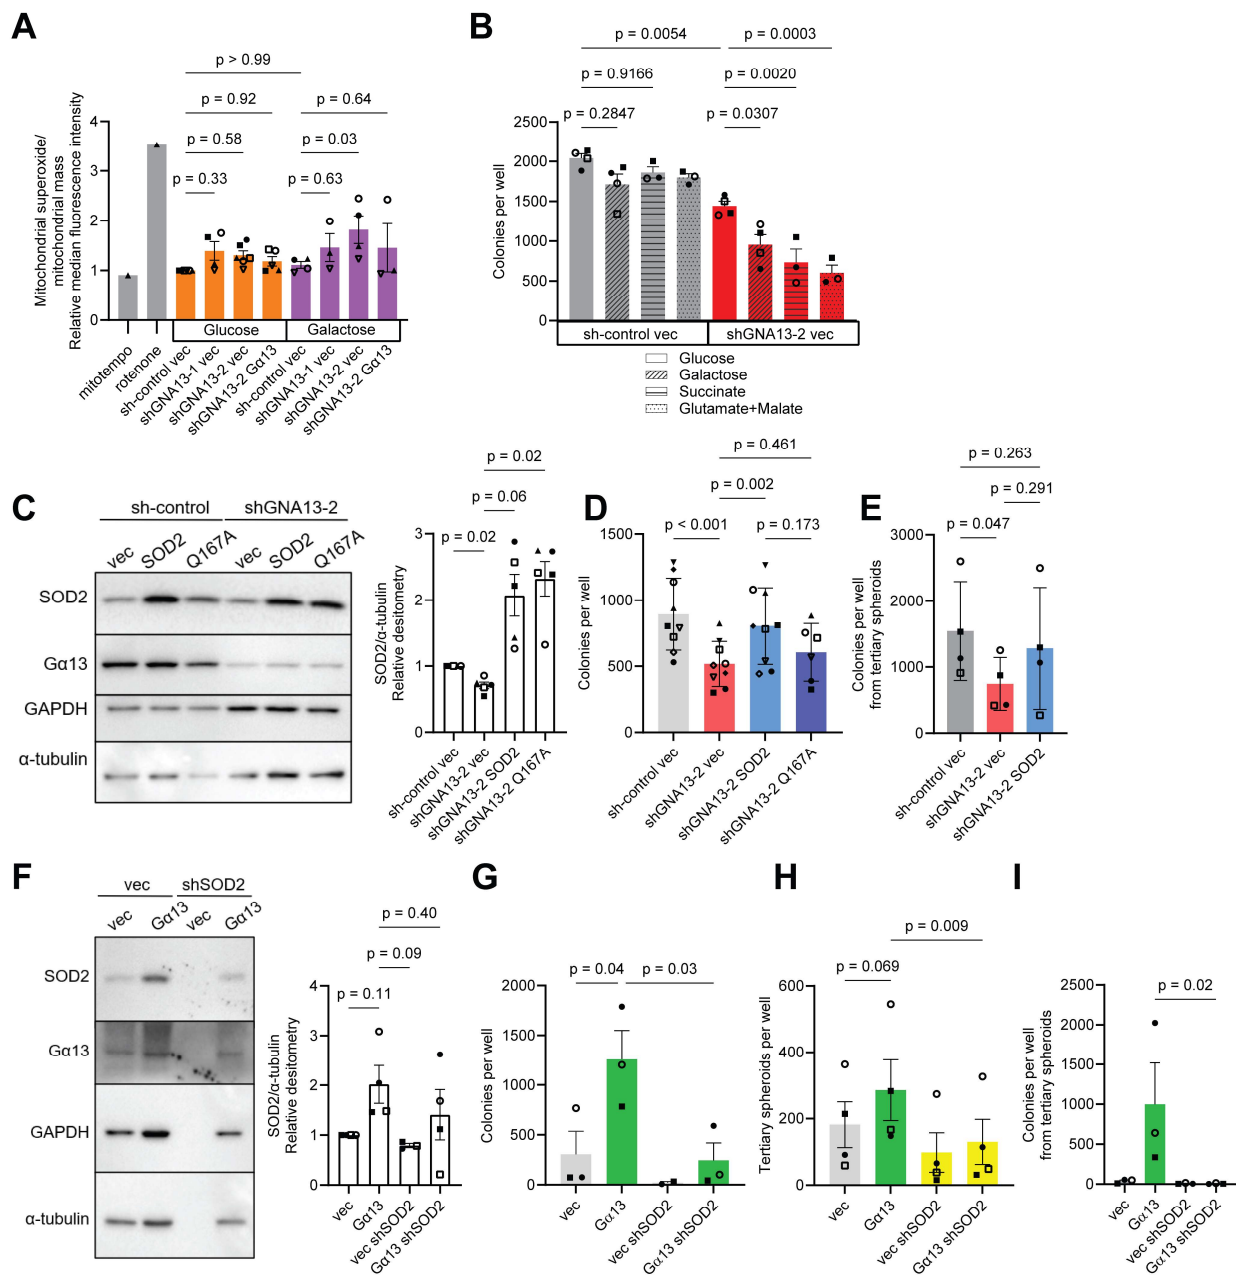 A
p > 0.99
p = 0.92
p = 0.64
p = 0.58
p = 0.03
p = 0.33
p = 0.63
Mitochondrial superoxide/
mitochondrial mass
Relative median fluorescence intensity
4
3
2
1
0
Glucose
Galactose
mitotempo
rotenone
sh-control vec
shGNA13-1 vec
shGNA13-2 vec
shGNA13-2 Gα13
sh-control vec
shGNA13-1 vec
shGNA13-2 vec
shGNA13-2 Gα13
B
p = 0.0054
p = 0.0003
p = 0.9166
p = 0.0020
p = 0.2847
p = 0.0307
Colonies per well
2500
2000
1500
1000
500
0
sh-control vec
shGNA13-2 vec
Glucose
Galactose
Succinate
Glutamate+Malate
C
sh-control
shGNA13-2
vec
SOD2
Q167A
vec
SOD2
Q167A
SOD2
Gα13
GAPDH
α-tubulin
p = 0.02
p = 0.06
p = 0.02
SOD2/α-tubulin
Relative desitometry
3
2
1
0
sh-control vec
shGNA13-2 vec
shGNA13-2 SOD2
shGNA13-2 Q167A
D
p = 0.461
p = 0.002
p < 0.001
p = 0.173
Colonies per well
1500
1000
500
0
sh-control vec
shGNA13-2 vec
shGNA13-2 SOD2
shGNA13-2 Q167A
E
p = 0.263
p = 0.291
p = 0.047
Colonies per well
from tertiary spheroids
3000
2000
1000
0
sh-control vec
shGNA13-2 vec
shGNA13-2 SOD2
F
vec
shSOD2
vec
Gα13
vec
Gα13
SOD2
Gα13
GAPDH
α-tubulin
p = 0.40
p = 0.09
p = 0.11
SOD2/α-tubulin
Relative desitometry
4
3
2
1
0
vec
Gα13
vec shSOD2
Gα13 shSOD2
G
p = 0.04
p = 0.03
Colonies per well
2000
1500
1000
500
0
vec
Gα13
vec shSOD2
Gα13 shSOD2
H
p = 0.009
p = 0.069
Tertiary spheroids per well
600
400
200
0
vec
Gα13
vec shSOD2
Gα13 shSOD2
I
p = 0.02
Colonies per well
from tertiary spheroids
2500
2000
1500
1000
500
0
vec
Gα13
vec shSOD2
Gα13 shSOD2